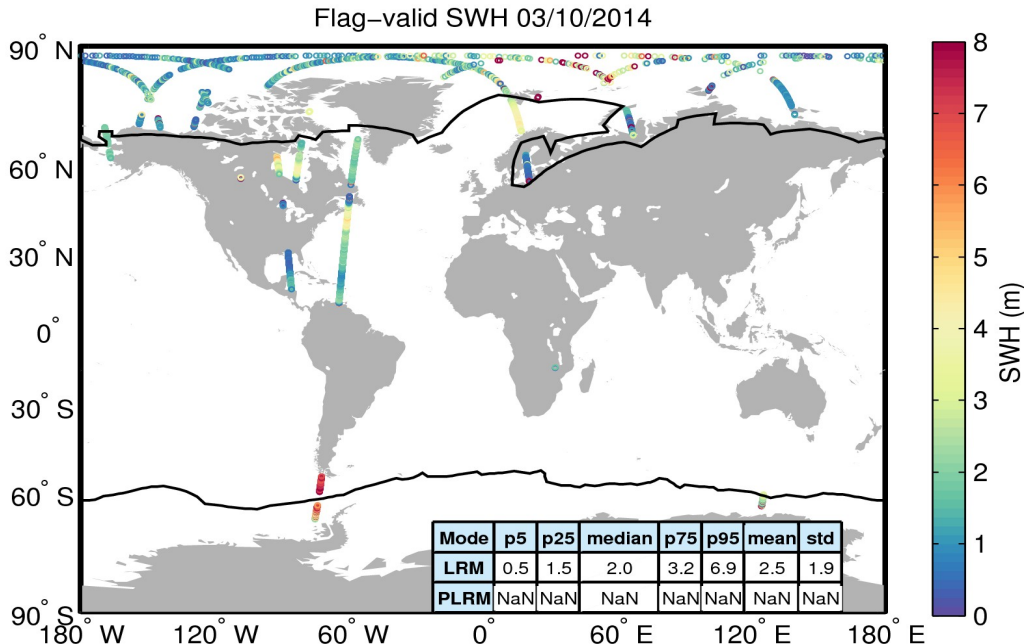 Flag−valid SWH 03/10/2014
90° N
60° N
30° N
0°
30° S
60° S
90° S
180° W 120° W 60° W 0° 60° E 120° E 180° E
Mode p5 p25 median p75 p95 mean std
LRM 0.5 1.5 2.0 3.2 6.9 2.5 1.9
PLRM NaN NaN NaN NaN NaN NaN NaN
8
7
6
5
4
3
2
1
0
SWH (m)